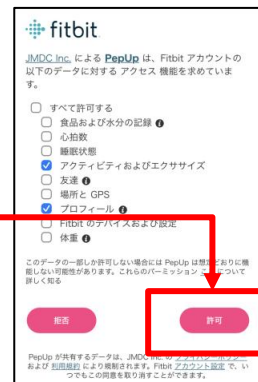 fitbit
JMDC Inc. による PepUp は、Fitbit アカウントの
以下のデータに対する アクセス 機能を求めていま
す。
すべて許可する
食品および水分の記録
心拍数
睡眠状態
アクティビティおよびエクササイズ
友達
場所と GPS
プロフィール
Fitbit のデバイスおよび設定
体重
このデータの一部しか許可しない場合には PepUp は想定どおりに機
能しない可能性があります。これらのパーミッション について
詳しく知る
拒否
許可
PepUp が共有するデータは、JMDC Inc. の プライバシーポリシー
および 利用規約 により規制されます。Fitbit アカウント設定 で、い
つでもこの同意を取り消すことができます。